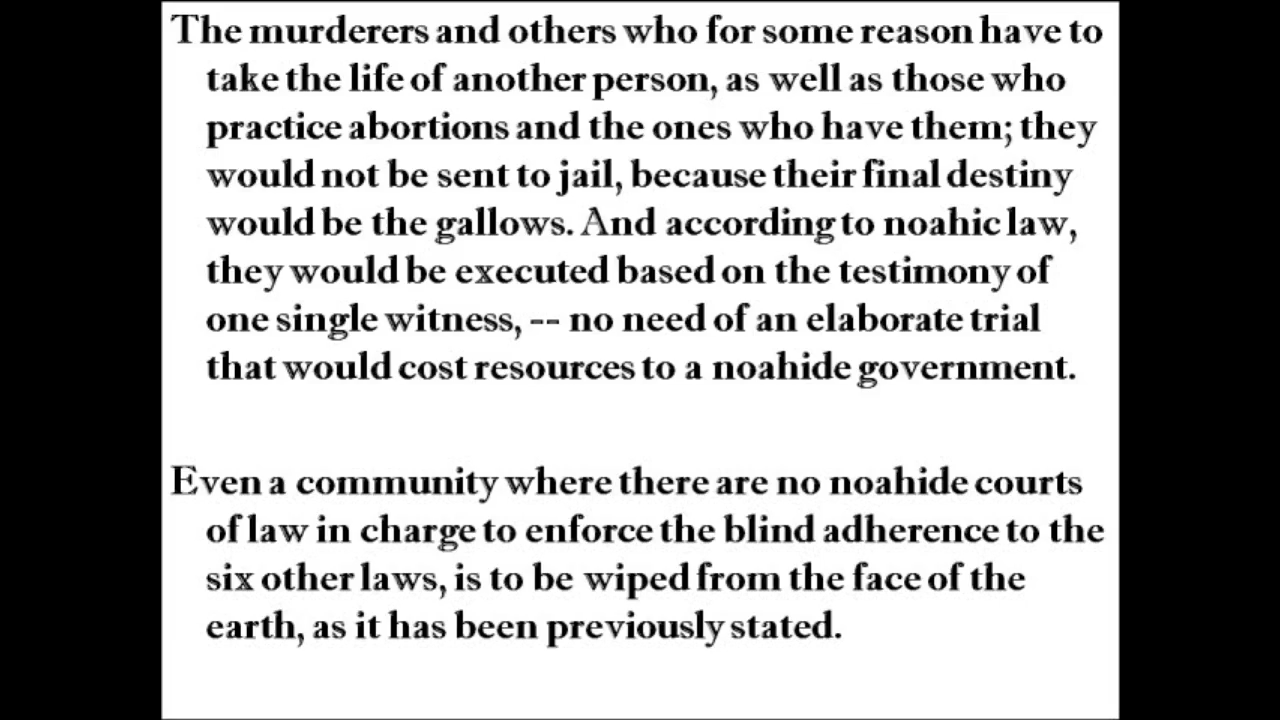 The murderers and others who for some reason have to
take the life of another person, as well as those who
practice abortions and the ones who have them; they
would not be sent to jail, because their final destiny
would be the gallows. And according to noahic law,
they would be executed based on the testimony of
one single witness, -- no need of an elaborate trial
that would cost resources to a noahide government.
Even a community where there are no noahide courts
of law in charge to enforce the blind adherence to the
six other laws, is to be wiped from the face of the
earth, as it has been previously stated.